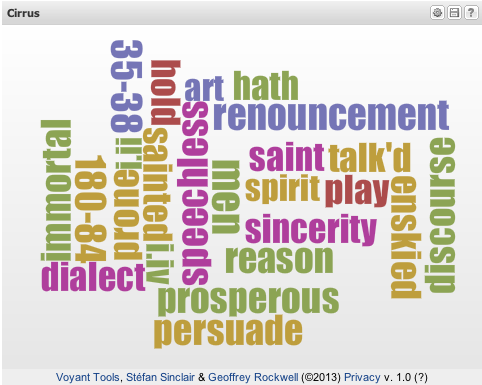 Cirrus
35-38
hold
art
hath
renouncement
immortal
180-84
i.ii
prone
sainted
i.iv
speechless
men
saint
talk'd
spirit
play
enskied
discourse
sincerity
reason
dialect
prosperous
persuade
Voyant Tools, Stéfan Sinclair & Geoffrey Rockwell (©2013) Privacy v. 1.0 (?)